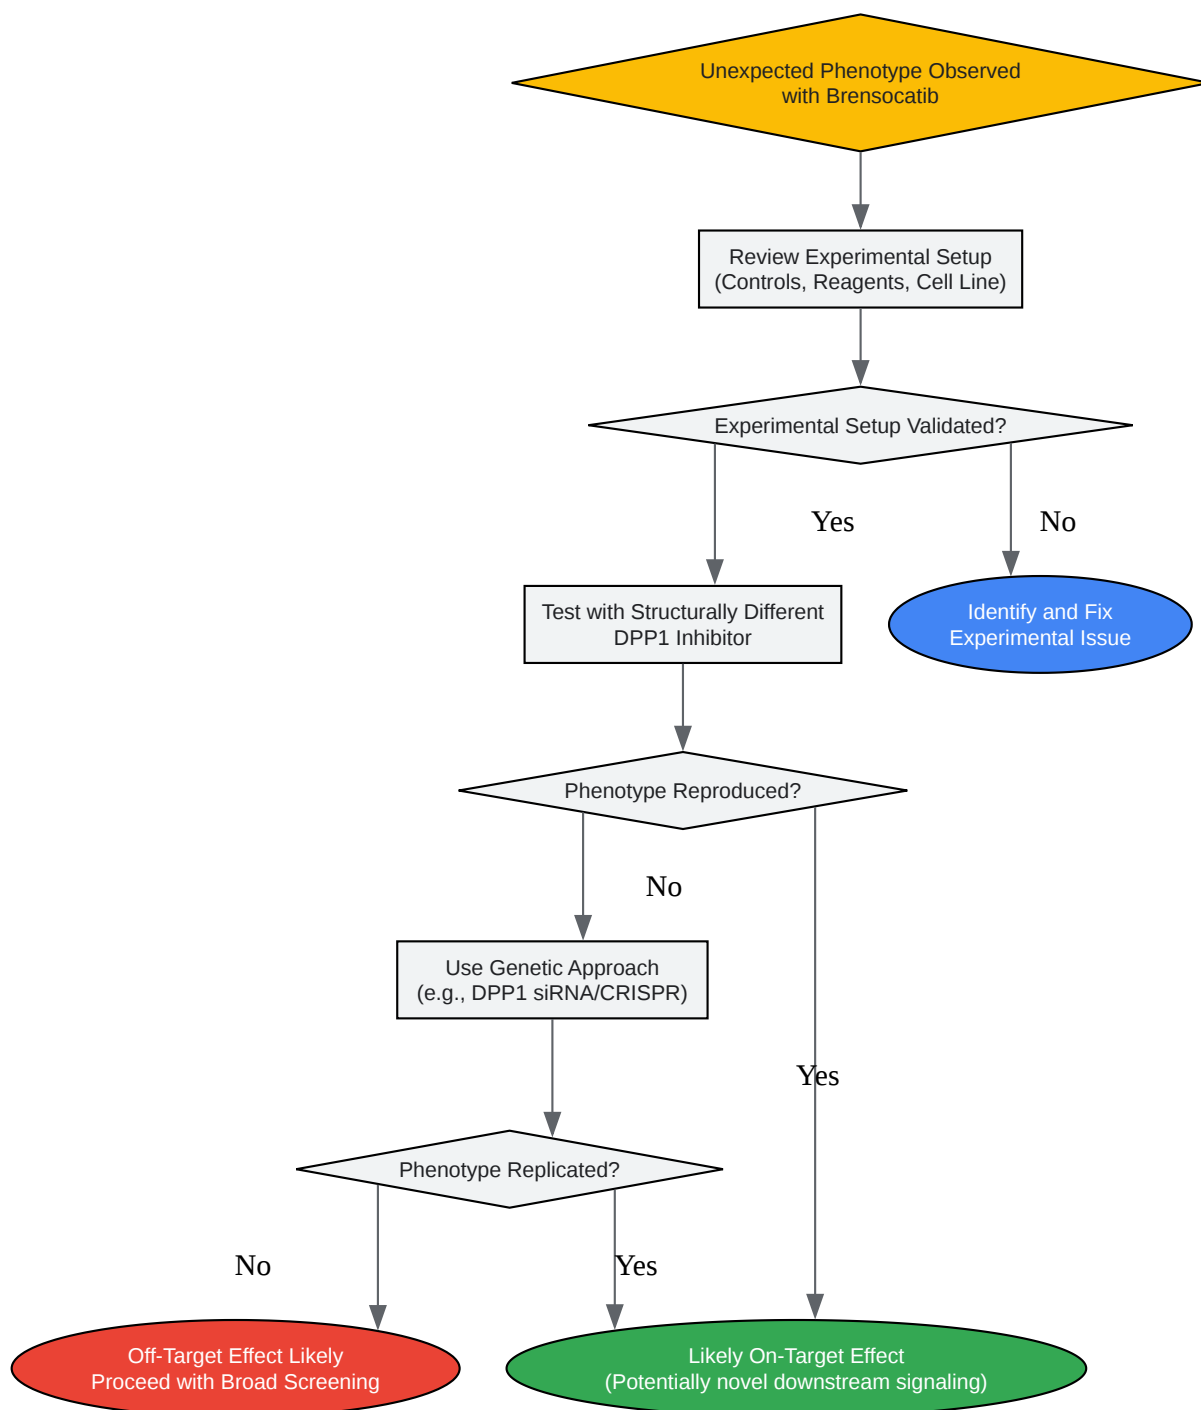 Unexpected Phenotype Observed
with Brensocatib
Review Experimental Setup
(Controls, Reagents, Cell Line)
Experimental Setup Validated?
Yes
No
Test with Structurally Different
DPP1 Inhibitor
Identify and Fix
Experimental Issue
Phenotype Reproduced?
No
Use Genetic Approach
(e.g., DPP1 siRNA/CRISPR)
Yes
Phenotype Replicated?
No
Yes
Off-Target Effect Likely
Proceed with Broad Screening
Likely On-Target Effect
(Potentially novel downstream signaling)